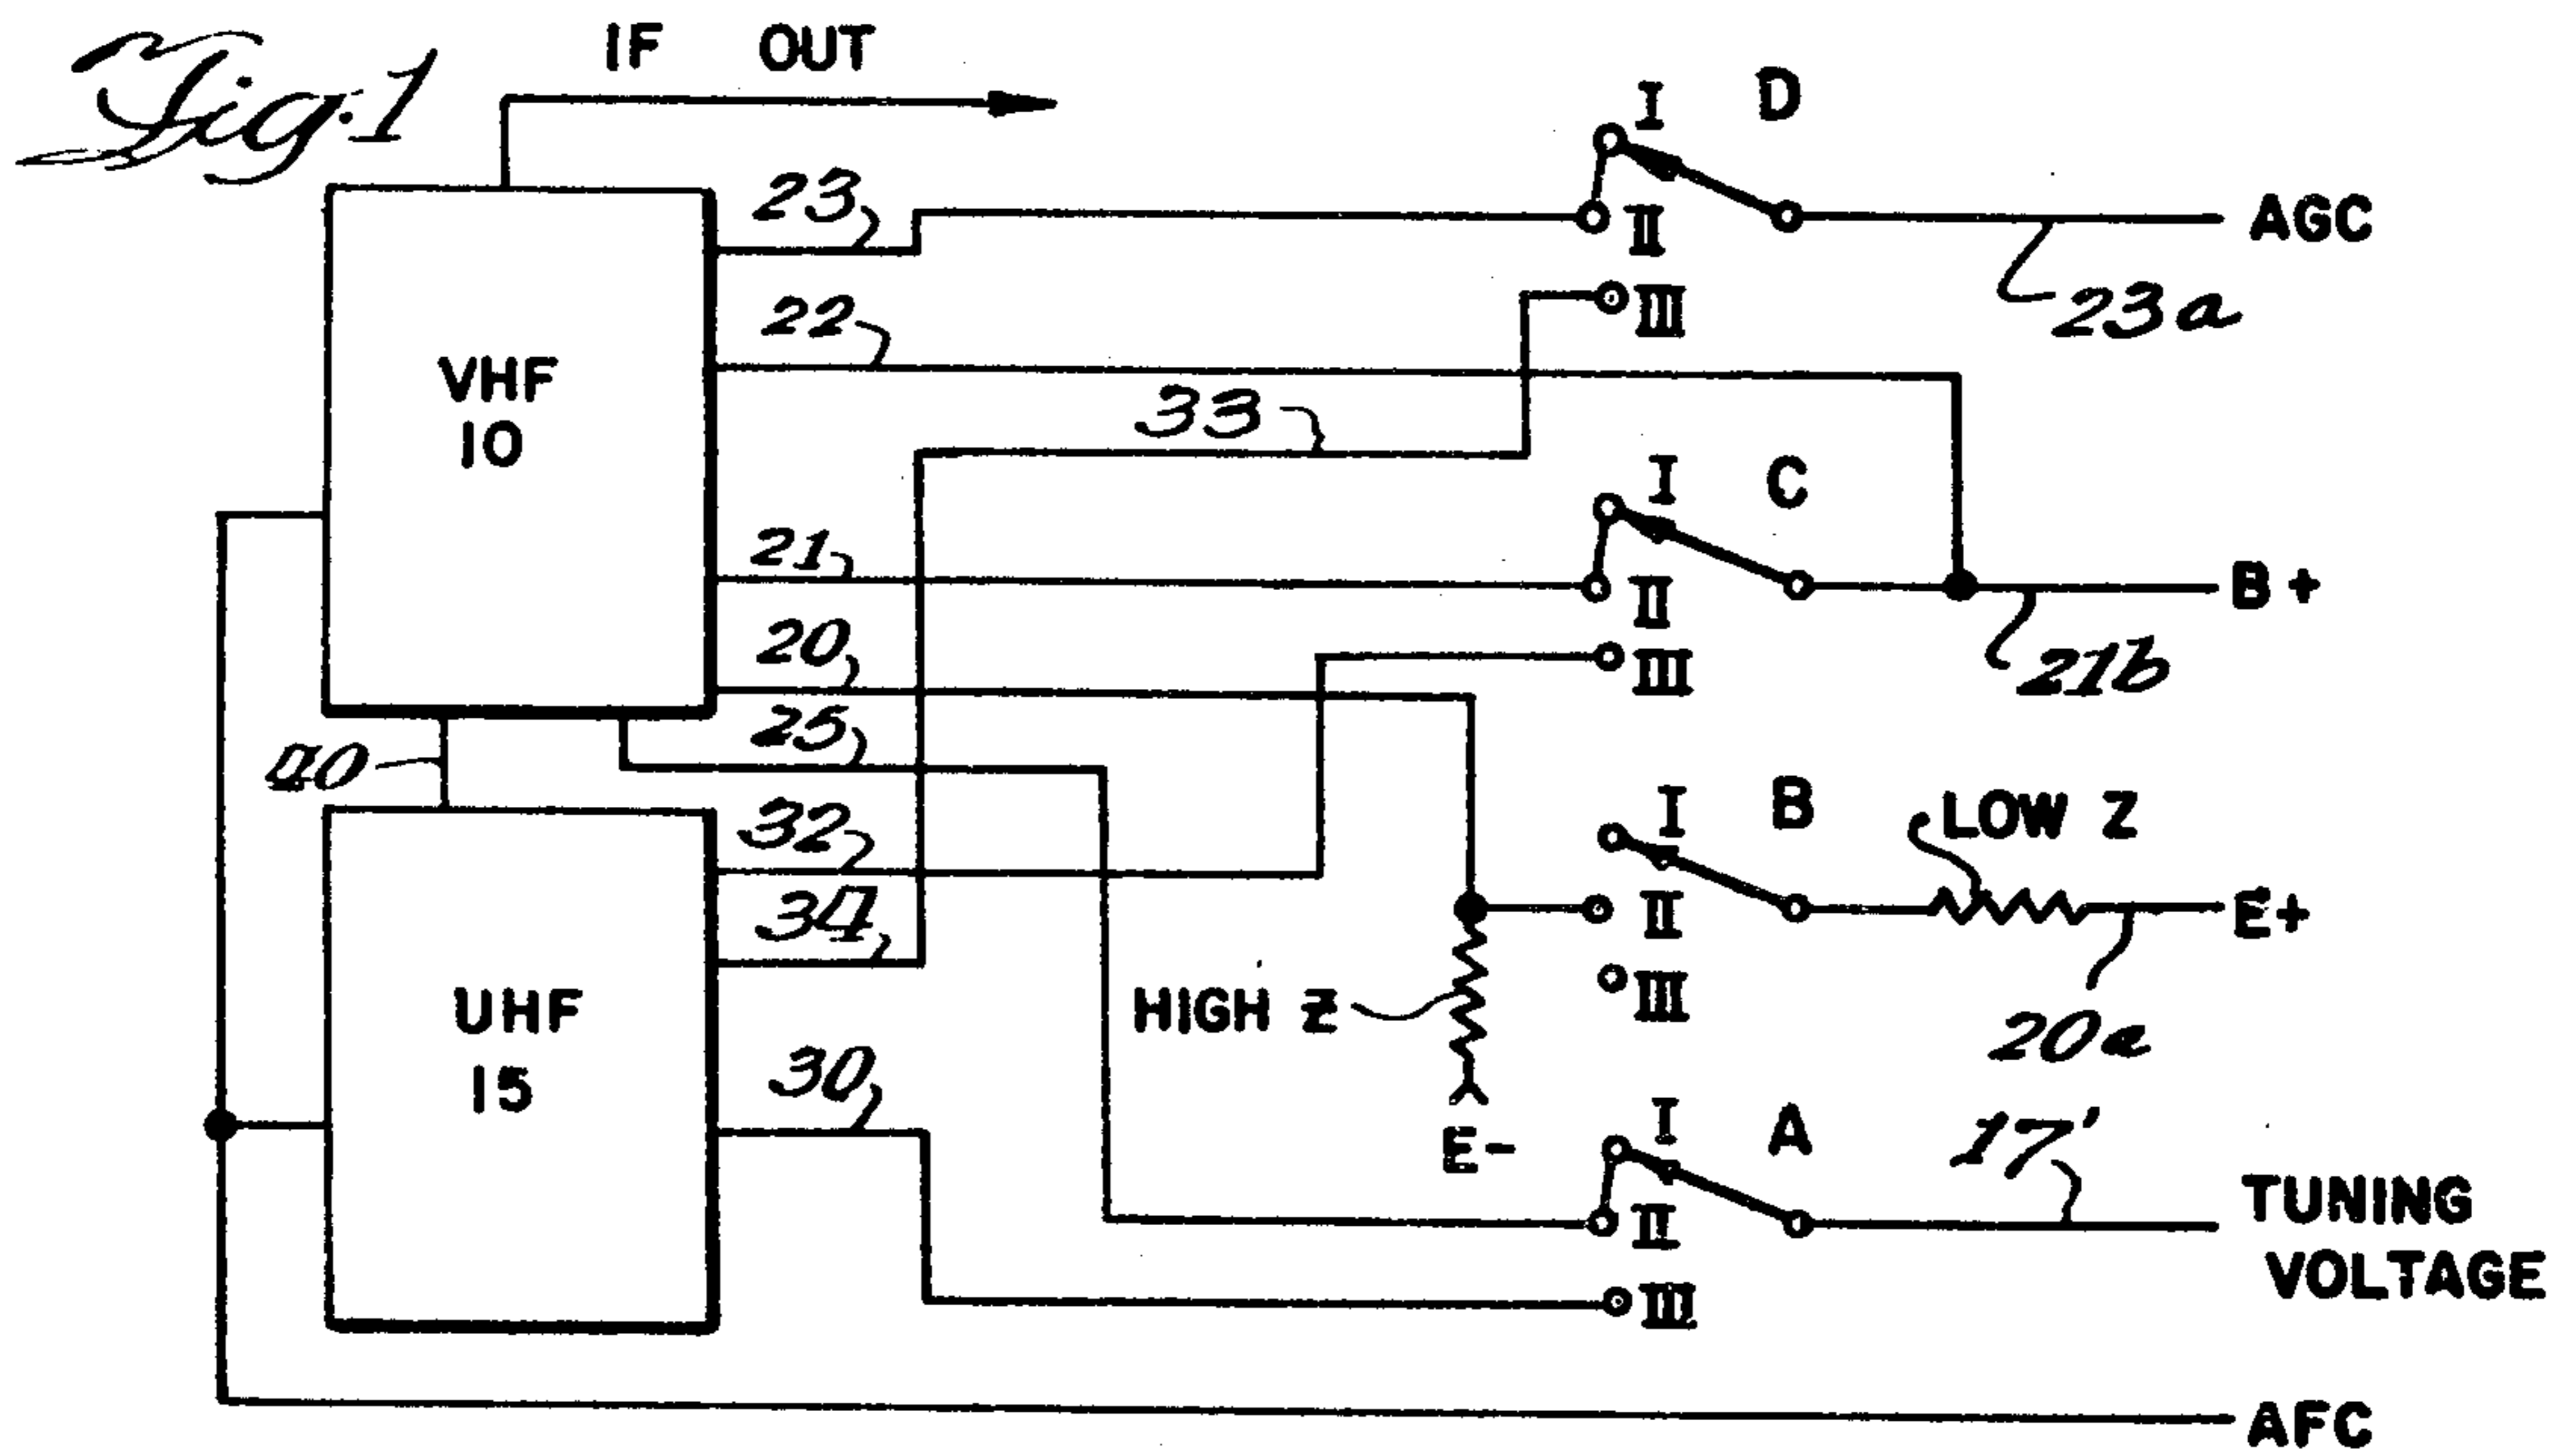 Fig. 1
IF OUT
I D
23
II
AGC
III
23a
22
VHF
10
33
I C
21
II
B+
III
21b
20
25
40
I B
LOW Z
32
II
E+
34
III
HIGH Z
20a
UHF
15
30
E-
I A
17'
II
TUNING
VOLTAGE
III
AFC